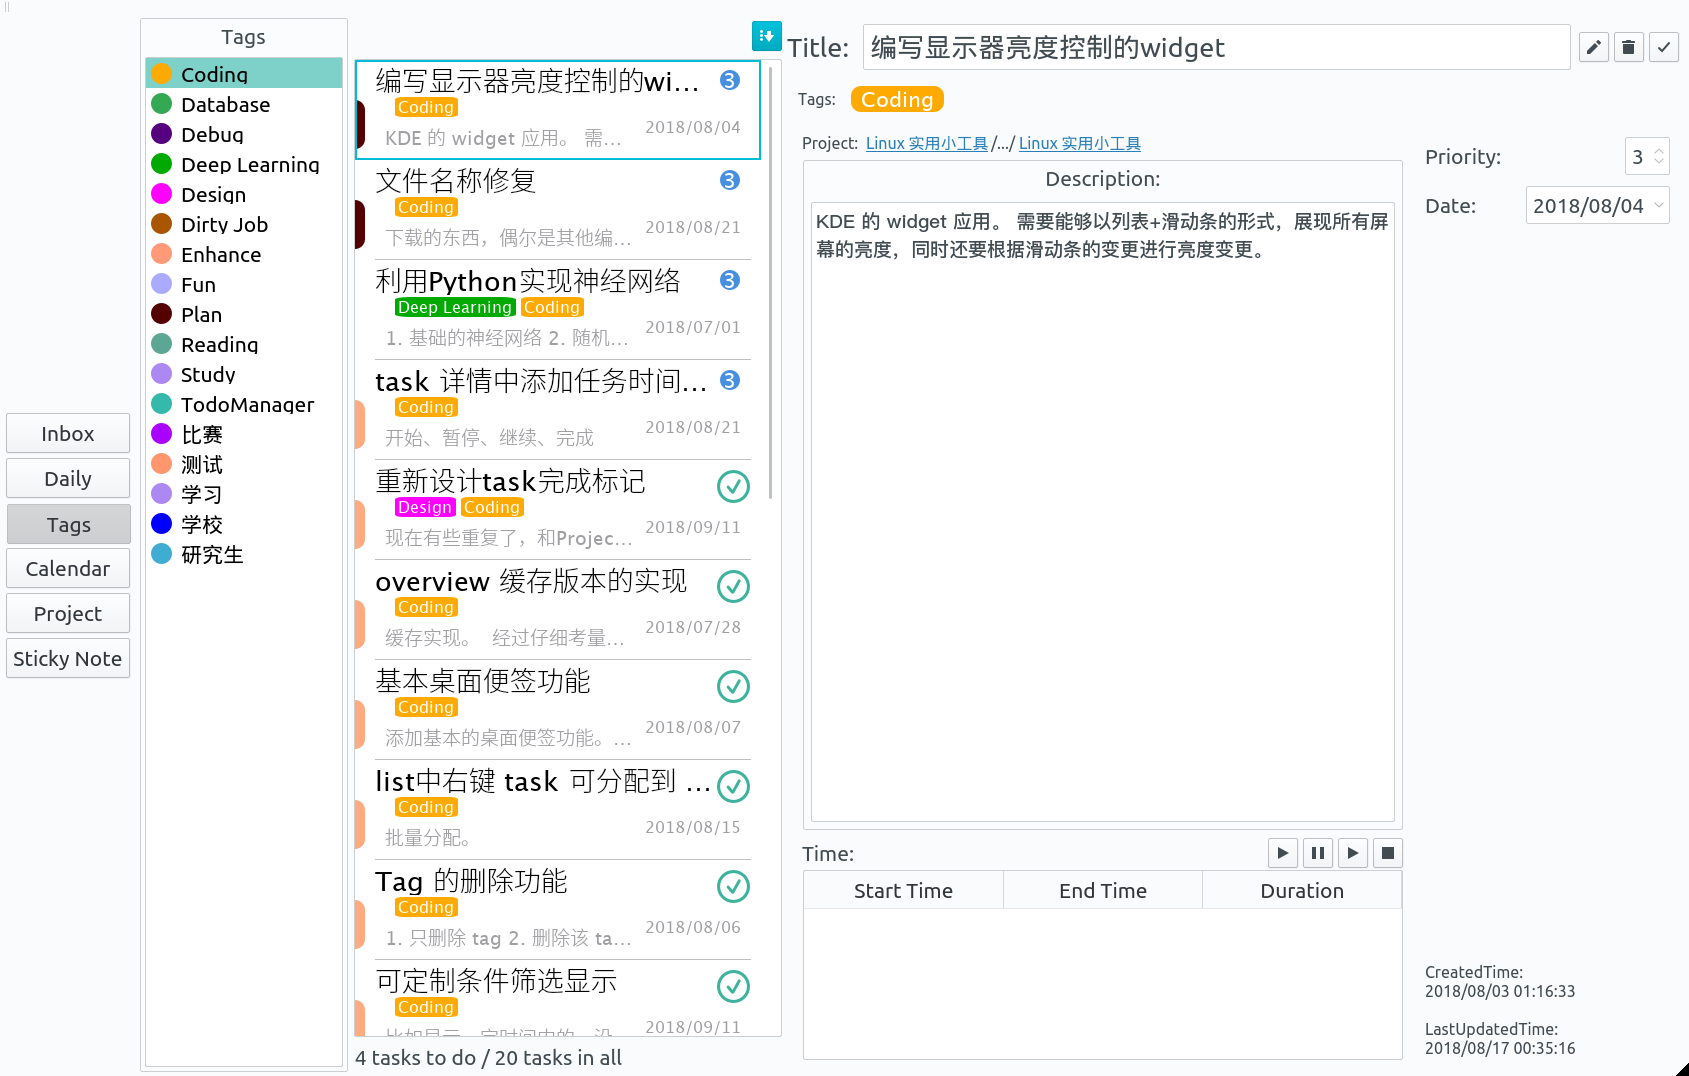 Inbox
Daily
Tags
Calendar
Project
Sticky Note
Tags
Coding
Database
Debug
Deep Learning
Design
Dirty Job
Enhance
Fun
Plan
Reading
Study
TodoManager
比赛
测试
学习
学校
研究生
编写显示器亮度控制的wi... 3
Coding
KDE 的 widget 应用。 需... 2018/08/04
文件名称修复 3
Coding
下载的东西，偶尔是其他编... 2018/08/21
利用Python实现神经网络 3
Deep Learning Coding
1. 基础的神经网络 2. 随机... 2018/07/01
task 详情中添加任务时间... 3
Coding
开始、暂停、继续、完成 2018/08/21
重新设计task完成标记
Design Coding
现在有些重复了，和Projec... 2018/09/11
overview 缓存版本的实现
Coding
缓存实现。 经过仔细考量... 2018/07/28
基本桌面便签功能
Coding
添加基本的桌面便签功能。... 2018/08/07
list中右键 task 可分配到 ...
Coding
批量分配。 2018/08/15
Tag 的删除功能
Coding
1. 只删除 tag 2. 删除该 ta... 2018/08/06
可定制条件筛选显示
Coding
2018/09/11
4 tasks to do / 20 tasks in all
Title: 编写显示器亮度控制的widget
Tags: Coding
Project: Linux 实用小工具 /.../ Linux 实用小工具
Description:
KDE 的 widget 应用。 需要能够以列表+滑动条的形式，展现所有屏
幕的亮度，同时还要根据滑动条的变更进行亮度变更。
Priority: 3
Date: 2018/08/04
Time:
Start Time End Time Duration
CreatedTime:
2018/08/03 01:16:33
LastUpdatedTime:
2018/08/17 00:35:16